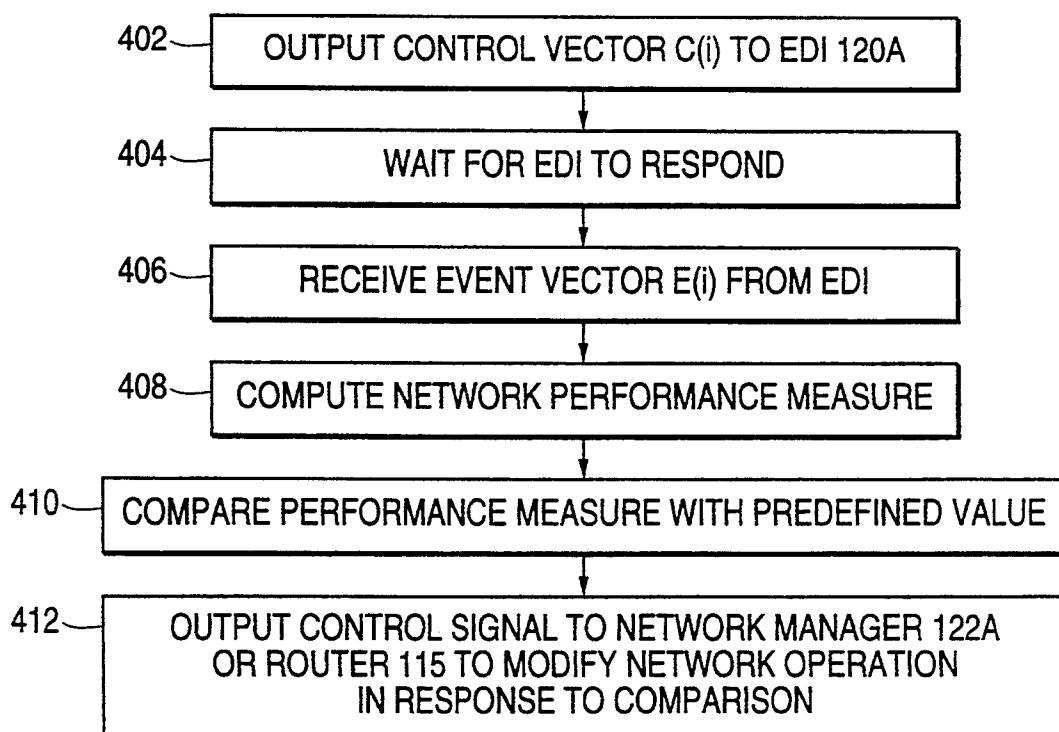 402 OUTPUT CONTROL VECTOR C(i) TO EDI 120A
404 WAIT FOR EDI TO RESPOND
406 RECEIVE EVENT VECTOR E(i) FROM EDI
408 COMPUTE NETWORK PERFORMANCE MEASURE
410 COMPARE PERFORMANCE MEASURE WITH PREDEFINED VALUE
412 OUTPUT CONTROL SIGNAL TO NETWORK MANAGER 122A
OR ROUTER 115 TO MODIFY NETWORK OPERATION
IN RESPONSE TO COMPARISON